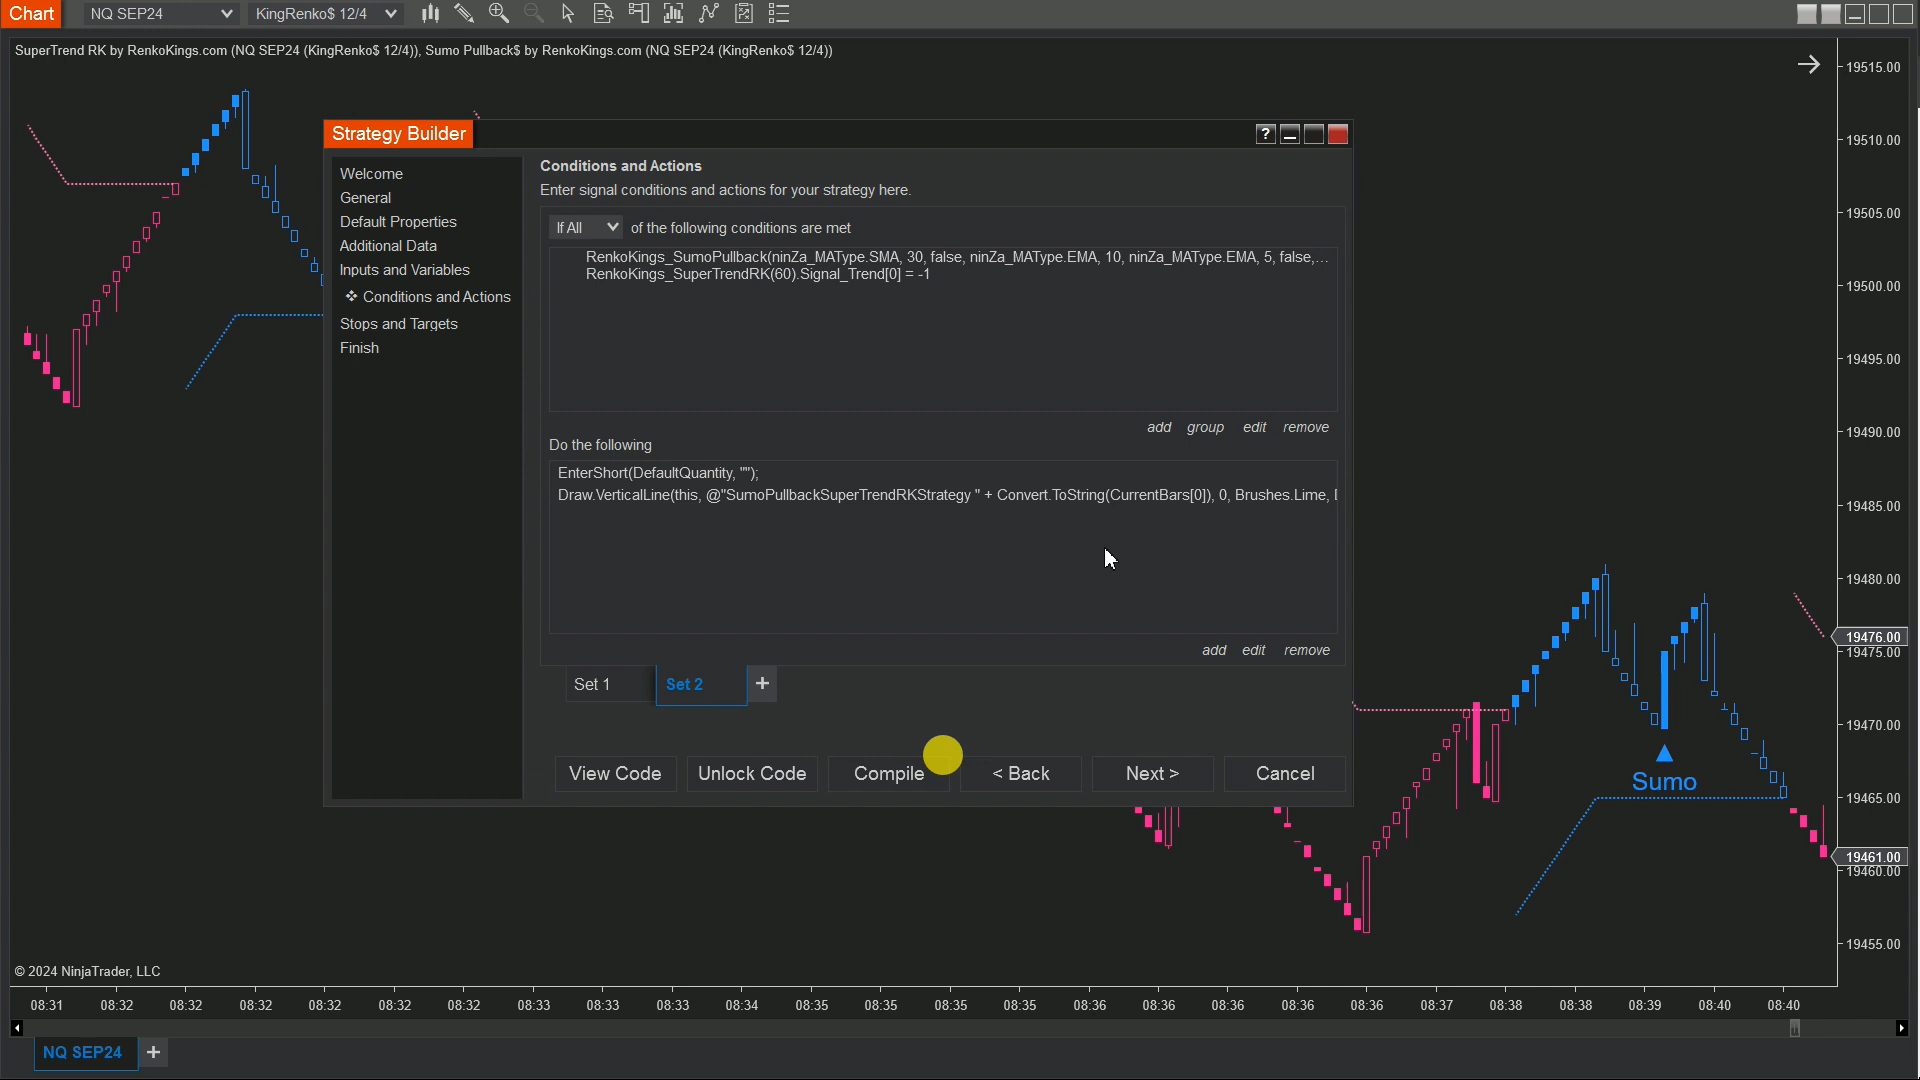 Chart
NQ SEP24
KingRenko$ 12/4
SuperTrend RK by RenkoKings.com (NQ SEP24 (KingRenko$ 12/4)), Sumo Pullback$ by RenkoKings.com (NQ SEP24 (KingRenko$ 12/4))
19515.00
19510.00
19505.00
19500.00
19495.00
19490.00
19485.00
19480.00
19476.00
19475.00
19470.00
19465.00
19461.00
19460.00
19455.00
Strategy Builder
?
Welcome
General
Default Properties
Additional Data
Inputs and Variables
❖ Conditions and Actions
Stops and Targets
Finish
Conditions and Actions
Enter signal conditions and actions for your strategy here.
If All of the following conditions are met
RenkoKings_SumoPullback(ninZa_MAType.SMA, 30, false, ninZa_MAType.EMA, 10, ninZa_MAType.EMA, 5, false,...
RenkoKings_SuperTrendRK(60).Signal_Trend[0] = -1
add group edit remove
Do the following
EnterShort(DefaultQuantity, "");
Draw.VerticalLine(this, @"SumoPullbackSuperTrendRKStrategy " + Convert.ToString(CurrentBars[0]), 0, Brushes.Lime,
add edit remove
Set 1
Set 2
+
View Code
Unlock Code
Compile
< Back
Next >
Cancel
Sumo
© 2024 NinjaTrader, LLC
08:31 08:32 08:32 08:32 08:32 08:32 08:32 08:33 08:33 08:33 08:34 08:35 08:35 08:35 08:35 08:36 08:36 08:36 08:36 08:36 08:37 08:38 08:38 08:39 08:40 08:40
NQ SEP24
+